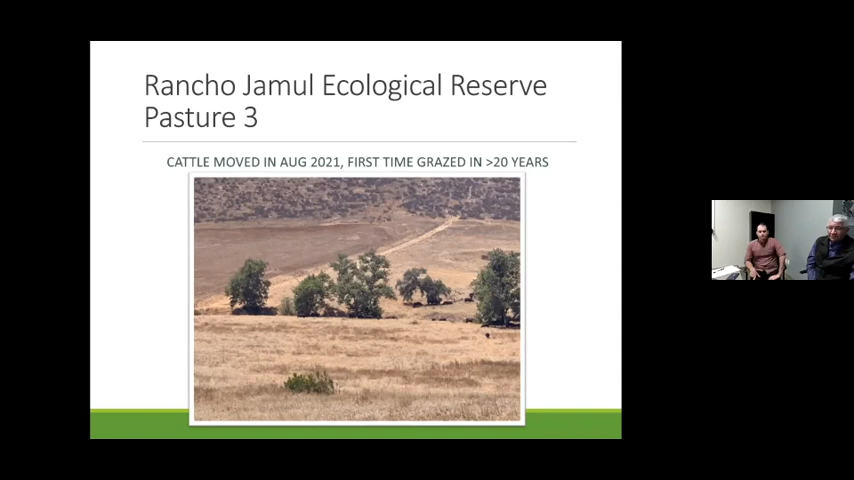 Rancho Jamul Ecological Reserve
Pasture 3
CATTLE MOVED IN AUG 2021, FIRST TIME GRAZED IN >20 YEARS